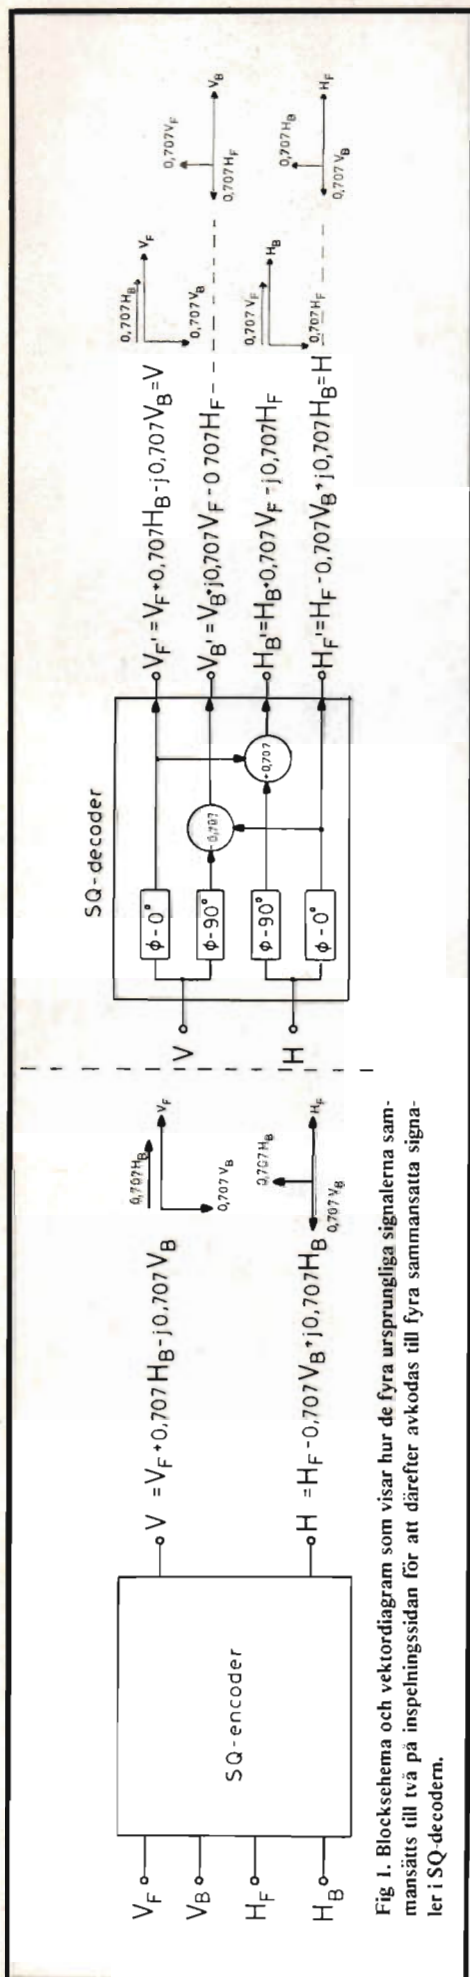 V_F
V_B
H_F
H_B
SQ-encoder
V = V_F + 0,707 H_B - j0,707 V_B
H = H_F - 0,707 V_B + j0,707 H_B
0,707 H_B
V_F
0,707 V_B
0,707 H_B
H_F
0,707 V_B
SQ-decoder
V
H
φ-0°
φ-90°
φ-90°
φ-0°
-0,707
+0,707
V_F' = V_F + 0,707 H_B - j0,707 V_B = V
V_B' = V_B + j0,707 V_F - 0707 H_F
H_B' = H_B + 0,707 V_F - j0,707 H_F
H_F' = H_F - 0,707 V_B + j0,707 H_B = H
0,707 H_B
V_F
0,707 V_B
0,707 V_F
V_B
0,707 H_F
0,707 V_F
H_B
0,707 H_F
0,707 H_B
H_F
0,707 V_B
Fig 1. Blockschema och vektordiagram som visar hur de fyra ursprungliga signalerna sam-
mansätts till två på inspelningssidan för att därefter avkodas till fyra sammansatta signa-
ler i SQ-decodern.